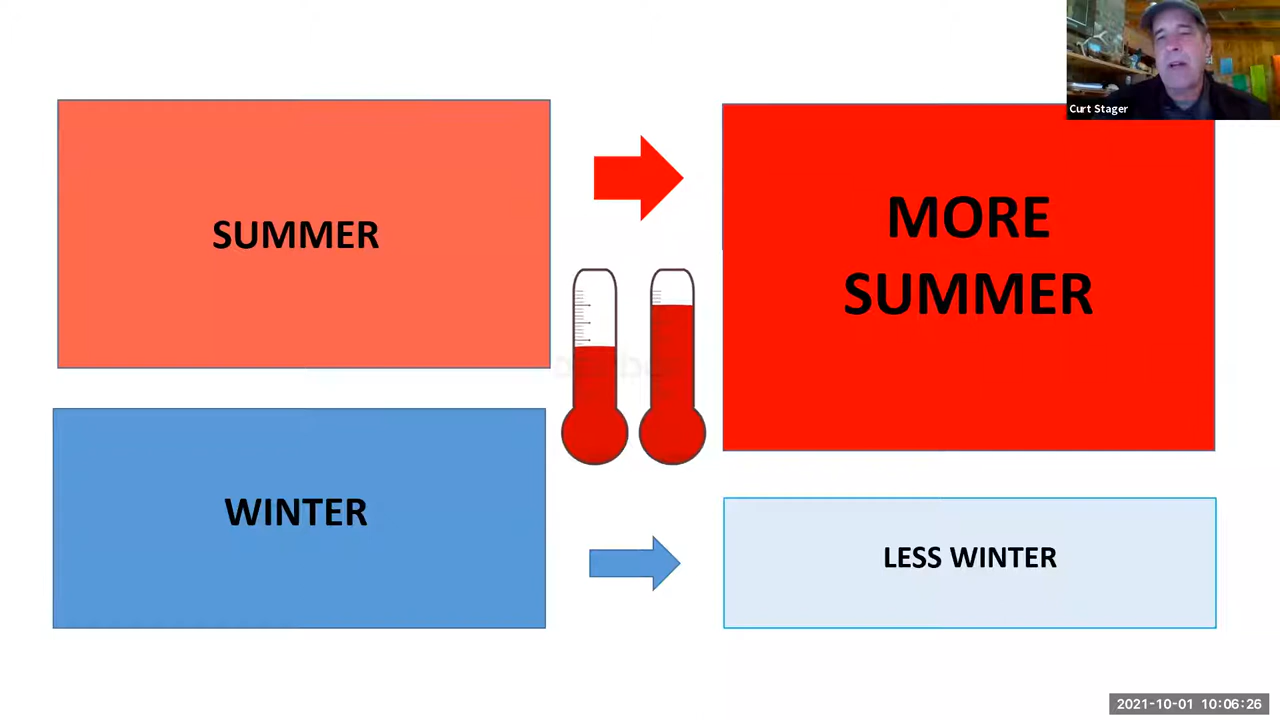 Curt Stager
SUMMER
MORE
SUMMER
WINTER
LESS WINTER
2021-10-01 10:06:26